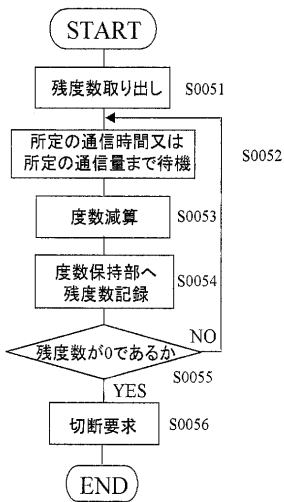 START
残度数取り出し
S0051
所定の通信時間又は
所定の通信量まで待機
S0052
度数減算
S0053
度数保持部へ
残度数記録
S0054
残度数が0であるか
NO
S0055
YES
切断要求
S0056
END